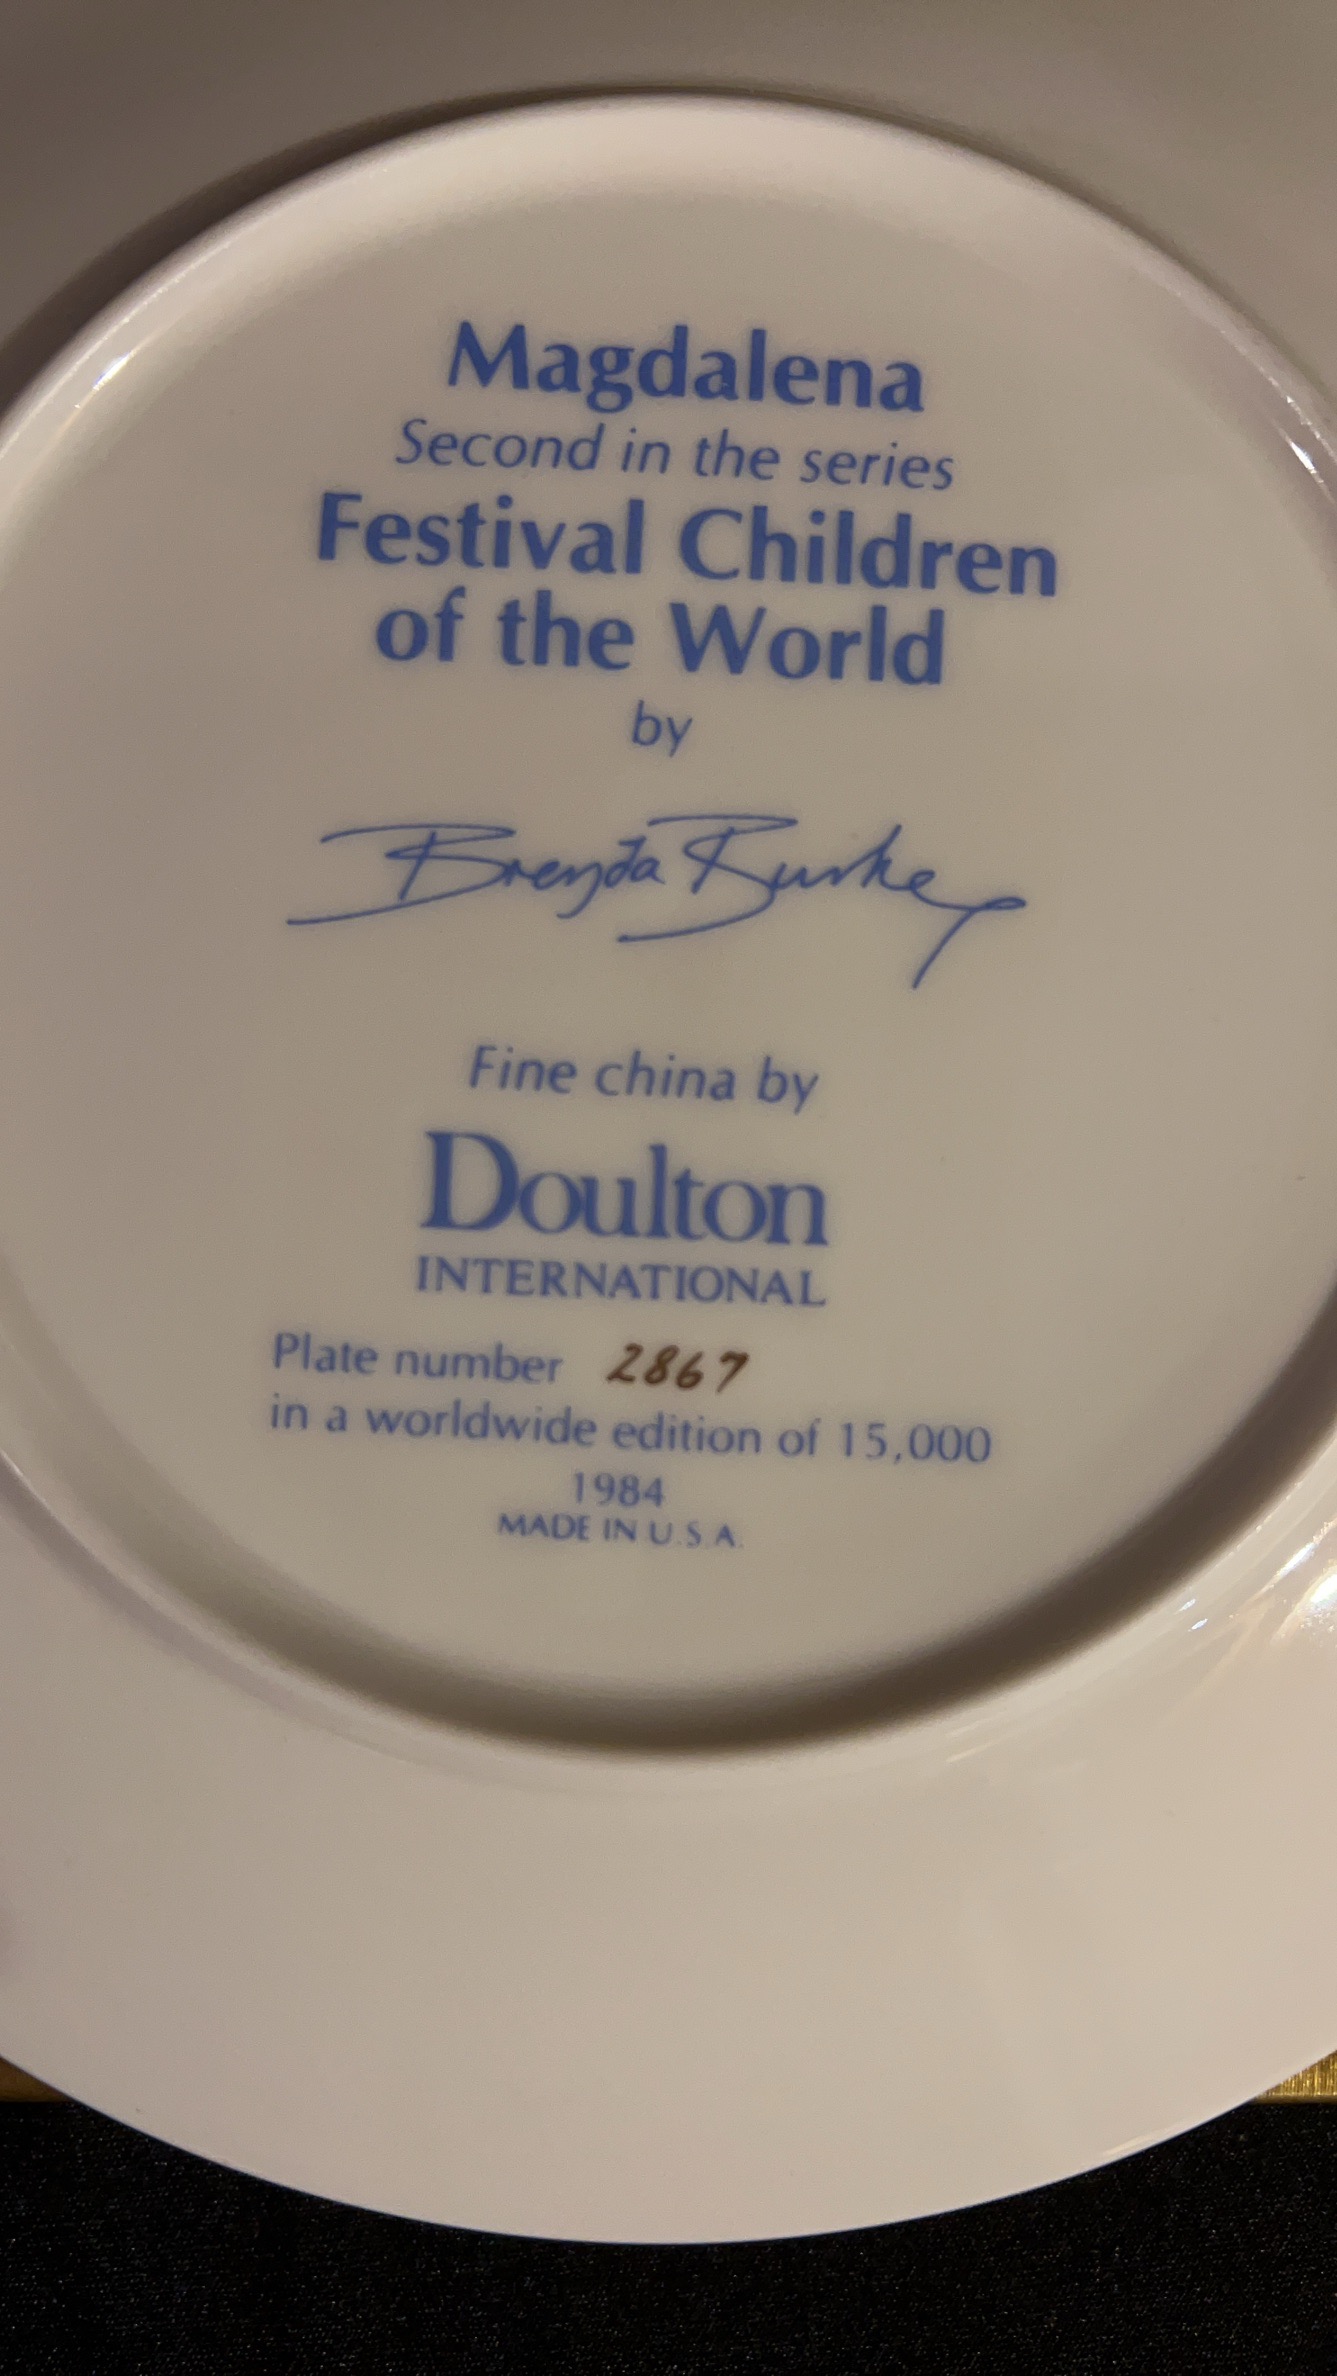 Magdalena
Second in the series
Festival Children
of the World
by
Brenda Burke
Fine china by
Doulton
INTERNATIONAL
Plate number 2867
in a worldwide edition of 15,000
1984
MADE IN U.S.A.